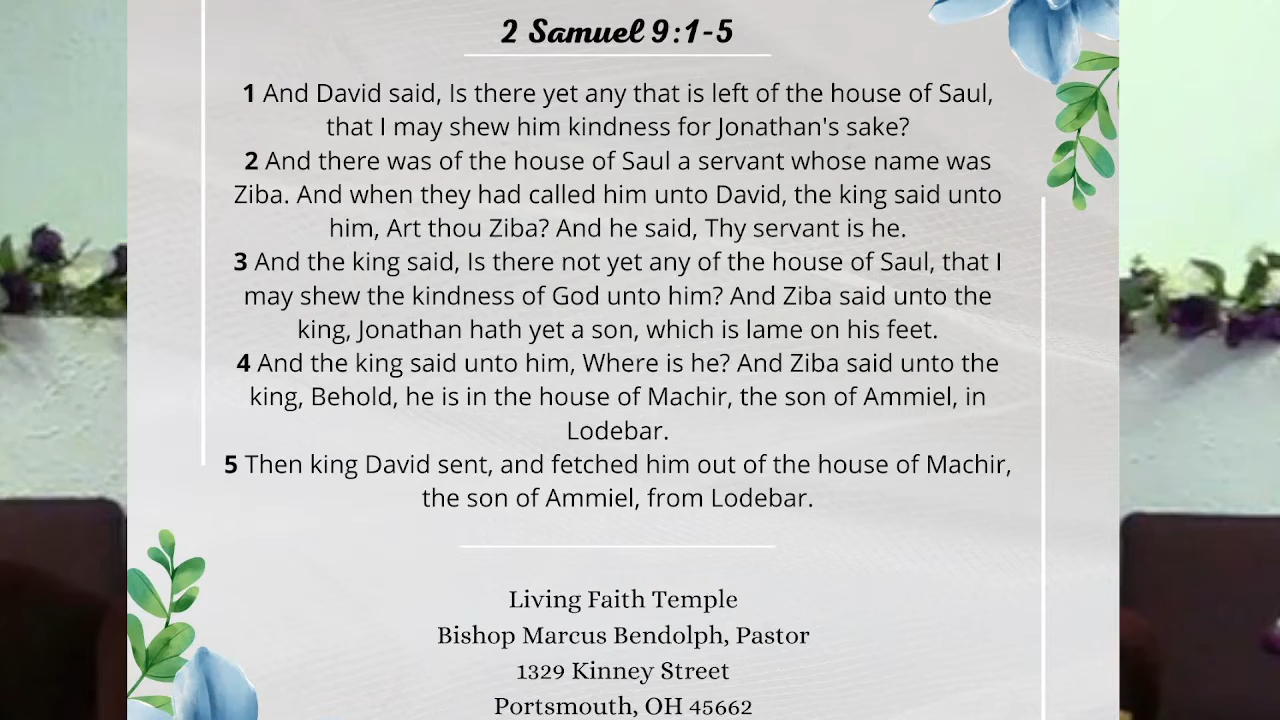 2 Samuel 9:1-5
1 And David said, Is there yet any that is left of the house of Saul,
that I may shew him kindness for Jonathan's sake?
2 And there was of the house of Saul a servant whose name was
Ziba. And when they had called him unto David, the king said unto
him, Art thou Ziba? And he said, Thy servant is he.
3 And the king said, Is there not yet any of the house of Saul, that I
may shew the kindness of God unto him? And Ziba said unto the
king, Jonathan hath yet a son, which is lame on his feet.
4 And the king said unto him, Where is he? And Ziba said unto the
king, Behold, he is in the house of Machir, the son of Ammiel, in
Lodebar.
5 Then king David sent, and fetched him out of the house of Machir,
the son of Ammiel, from Lodebar.
Living Faith Temple
Bishop Marcus Bendolph, Pastor
1329 Kinney Street
Portsmouth, OH 45662